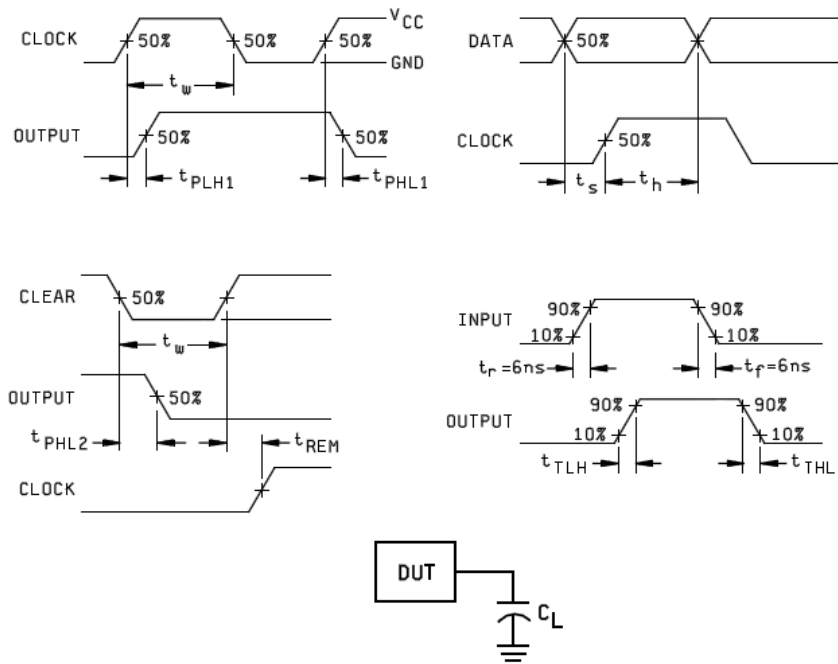 CLOCK
50%
50%
50%
VCC
GND
tw
OUTPUT
50%
50%
tPLH1
tPHL1
DATA
50%
CLOCK
50%
ts
th
CLEAR
50%
tw
OUTPUT
50%
tPHL2
tREM
CLOCK
INPUT
90%
90%
10%
10%
tr=6ns
tf=6ns
OUTPUT
90%
90%
10%
10%
tTLH
tTHL
DUT
CL